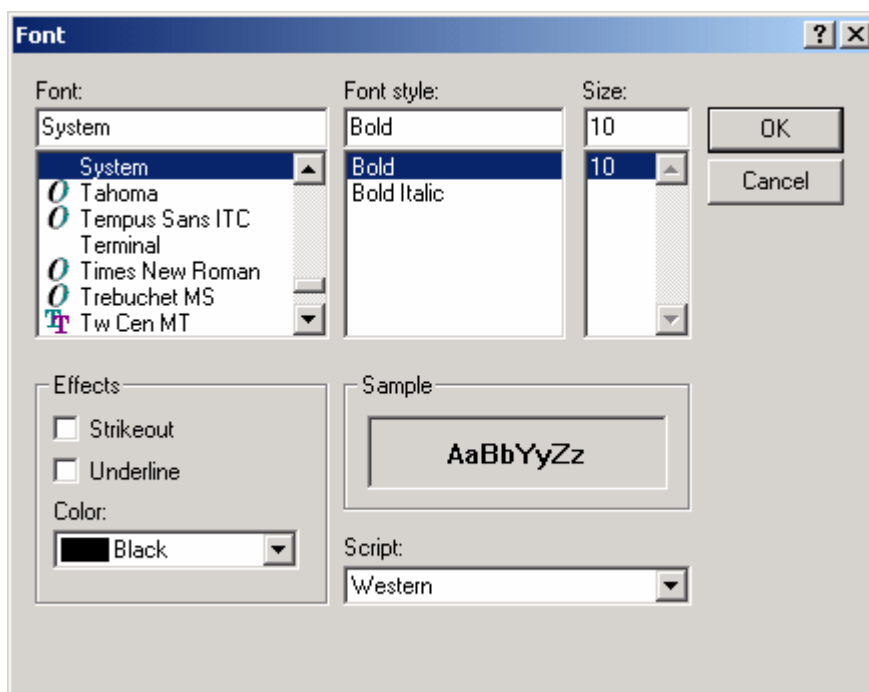 Font
Font:
Font style:
Size:
System
Bold
10
OK
System
Bold
10
Tahoma
Bold Italic
Cancel
Tempus Sans ITC
Terminal
Times New Roman
Trebuchet MS
Tw Cen MT
Effects
Sample
Strikeout
AaBbYyZz
Underline
Color:
Black
Script:
Western